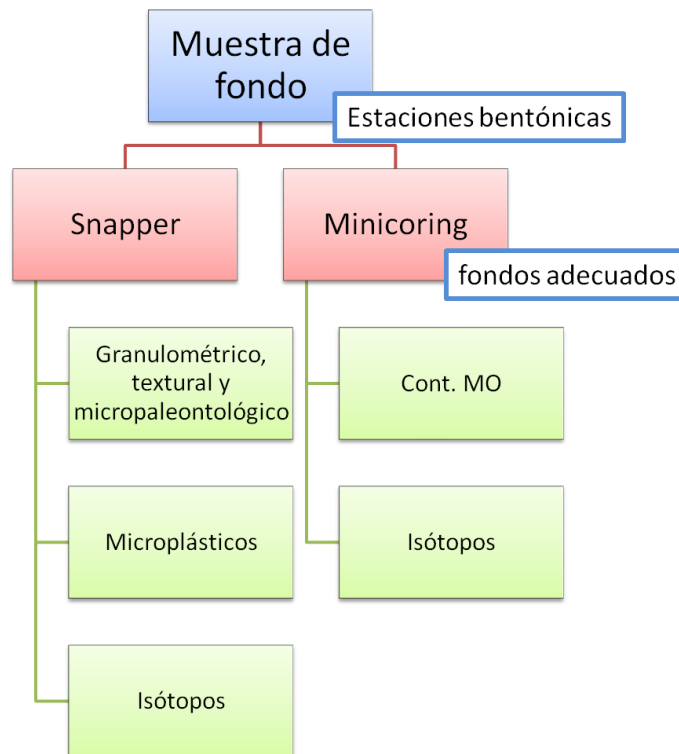 Muestra de
fondo
Estaciones bentónicas
Snapper
Minicoring
fondos adecuados
Granulométrico,
textural y
micropaleontológico
Cont. MO
Microplásticos
Isótopos
Isótopos